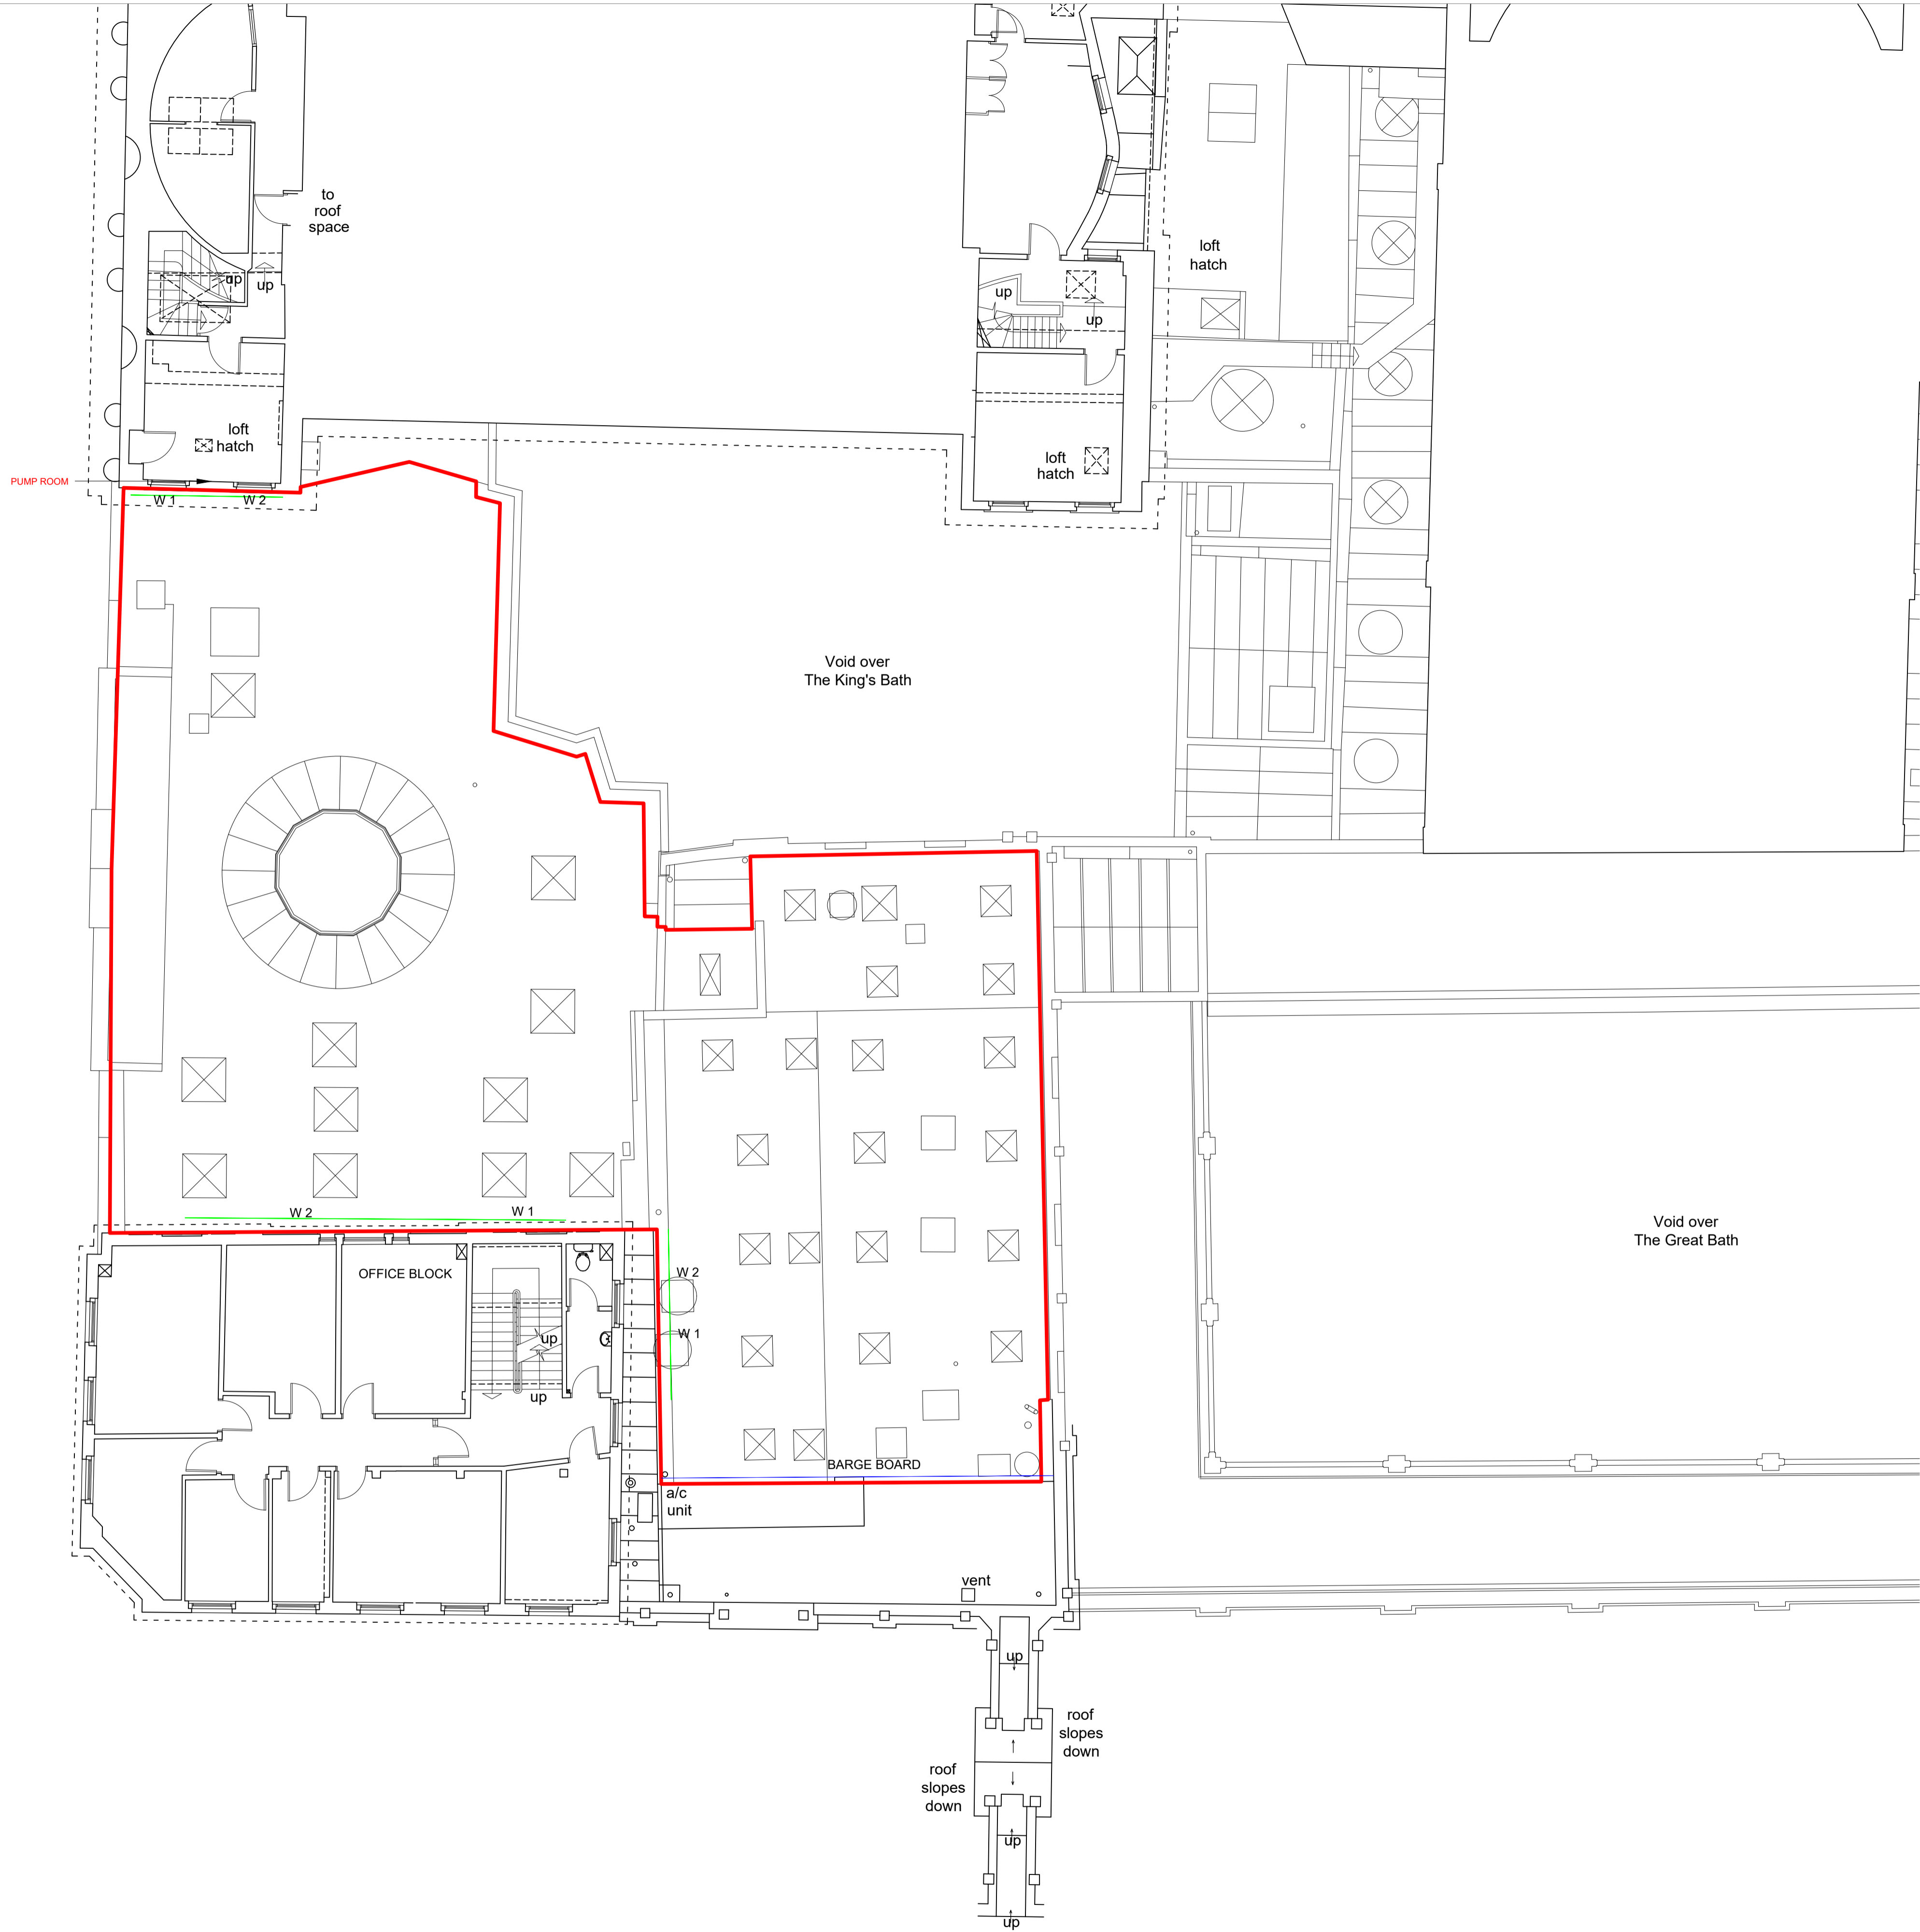 to
roof
space
up
up
loft
hatch
up
up
loft
hatch
loft
hatch
PUMP ROOM
W 1
W 2
Void over
The King's Bath
W 2
W 1
OFFICE BLOCK
up
up
W 2
W 1
Void over
The Great Bath
BARGE BOARD
a/c
unit
vent
up
roof
slopes
down
roof
slopes
down
up
up